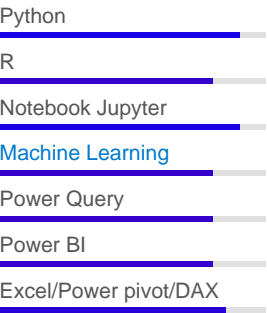 Python
R
Notebook Jupyter
Machine Learning
Power Query
Power BI
Excel/Power pivot/DAX